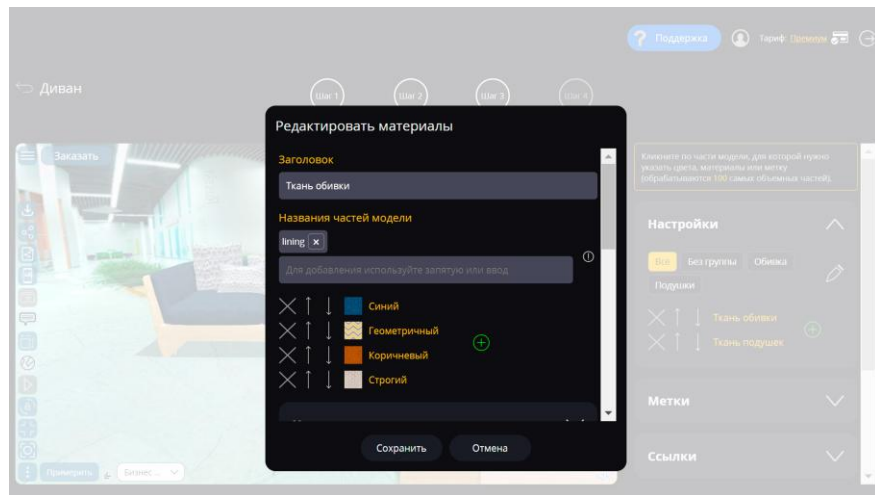 Поддержка
Тариф: Премиум
Диван
Шаг 1
Шаг 2
Шаг 3
Шаг 4
Заказать
Примерить
Бизнес ...
Редактировать материалы
Заголовок
Ткань обивки
Названия частей модели
lining
Для добавления используйте запятую или ввод
Синий
Геометричный
Коричневый
Строгий
Сохранить
Отмена
Кликните по части модели, для которой нужно
указать цвета, материалы или метку
(обрабатываются 100 самых объемных частей).
Настройки
Все
Без группы
Обивка
Подушки
Ткань обивки
Ткань подушек
Метки
Ссылки